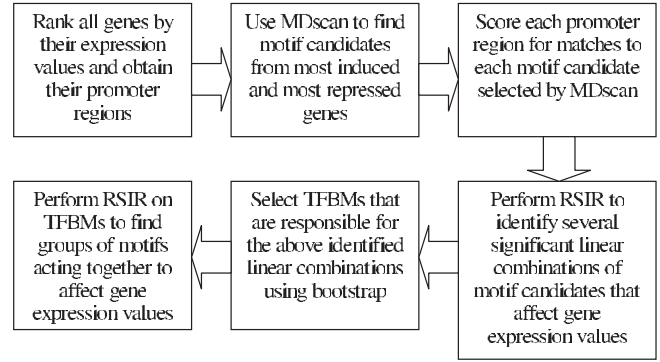 Rank all genes by
their expression
values and obtain
their promoter
regions
Use MDscan to find
motif candidates
from most induced
and most repressed
genes
Score each promoter
region for matches to
each motif candidate
selected by MDscan
Perform RSIR to
identify several
significant linear
combinations of
motif candidates that
affect gene
expression values
Select TFBMs that
are responsible for
the above identified
linear combinations
using bootstrap
Perform RSIR on
TFBMs to find
groups of motifs
acting together to
affect gene
expression values